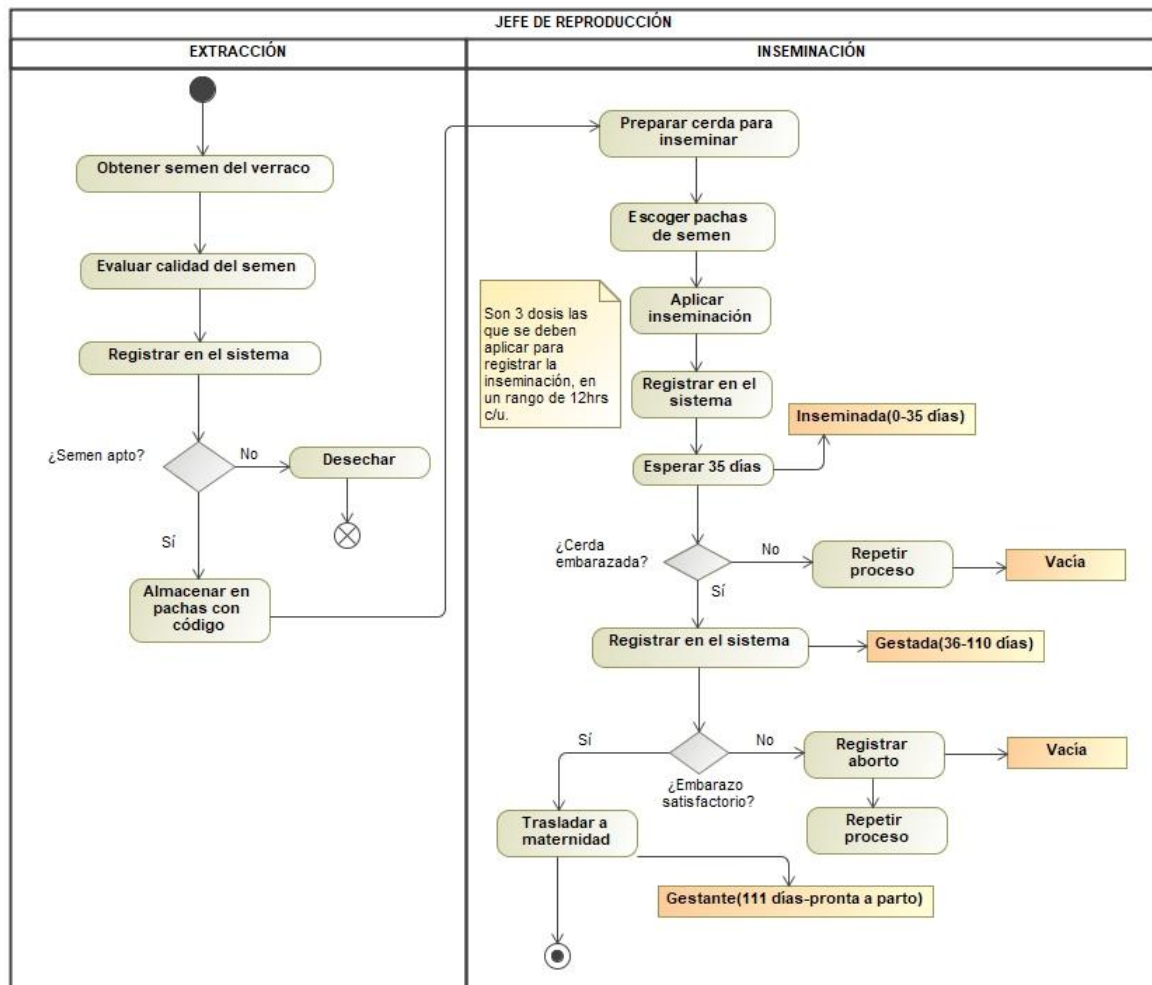 JEFE DE REPRODUCCIÓN
EXTRACCIÓN
INSEMINACIÓN
Obtener semen del verraco
Evaluar calidad del semen
Registrar en el sistema
¿Semen apto?
No
Desechar
Sí
Almacenar en
pachas con
código
Preparar cerda para
inseminar
Escoger pachas
de semen
Aplicar
inseminación
Son 3 dosis las
que se deben
aplicar para
registrar la
inseminación, en
un rango de 12hrs
c/u.
Registrar en el
sistema
Inseminada(0-35 días)
Esperar 35 días
¿Cerda
embarazada?
No
Repetir
proceso
Vacía
Sí
Registrar en el sistema
Gestada(36-110 días)
Sí
No
Registrar
aborto
Vacía
¿Embarazo
satisfactorio?
Repetir
proceso
Trasladar a
maternidad
Gestante(111 días-pronta a parto)